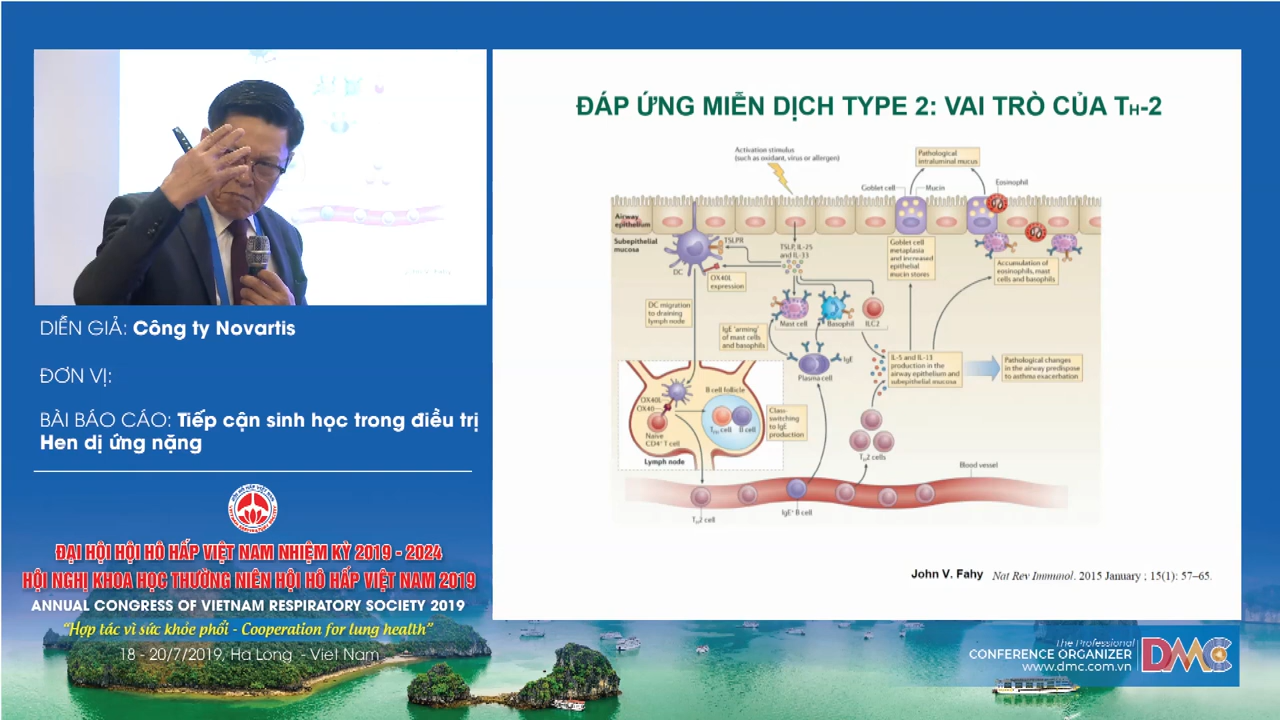 ĐÁP ỨNG MIỄN DỊCH TYPE 2: VAI TRÒ CỦA TH-2
Activation stimulus
(such as oxidant, virus or allergen)
Pathological
intraluminal mucus
Goblet cell
Mucin
Eosinophil
Airway
epithelium
Subepithelial
mucosa
TSLPR
DC
TSLP, IL-25
and IL-33
OX40L
expression
Goblet cell
metaplasia
and increased
epithelial
mucin stores
Accumulation of
eosinophils, mast
cells and basophils
DC migration
to draining
lymph node
Mast cell
Basophil
ILC2
IgE 'arming'
of mast cells
and basophils
IgE
Plasma cell
IL-5 and IL-13
production in the
airway epithelium and
subepithelial mucosa
Pathological changes
in the airway predispose
to asthma exacerbation
B cell follicle
OX40L
OX40
Naive
CD4+ T cell
TFH cell
B cell
Class-
switching
to IgE
production
Lymph node
TH2 cells
Blood vessel
TH2 cell
IgE+ B cell
John V. Fahy Nat Rev Immunol. 2015 January ; 15(1): 57–65.
DIỄN GIẢ: Công ty Novartis
ĐƠN VỊ:
BÀI BÁO CÁO: Tiếp cận sinh học trong điều trị
Hen dị ứng nặng
ĐẠI HỘI HỘI HÔ HẤP VIỆT NAM NHIỆM KỲ 2019 - 2024
HỘI NGHỊ KHOA HỌC THƯỜNG NIÊN HỘI HÔ HẤP VIỆT NAM 2019
ANNUAL CONGRESS OF VIETNAM RESPIRATORY SOCIETY 2019
“Hợp tác vì sức khỏe phổi - Cooperation for lung health”
18 - 20/7/2019, Ha Long - Viet Nam
The Professional
CONFERENCE ORGANIZER
www.dmc.com.vn
DMC